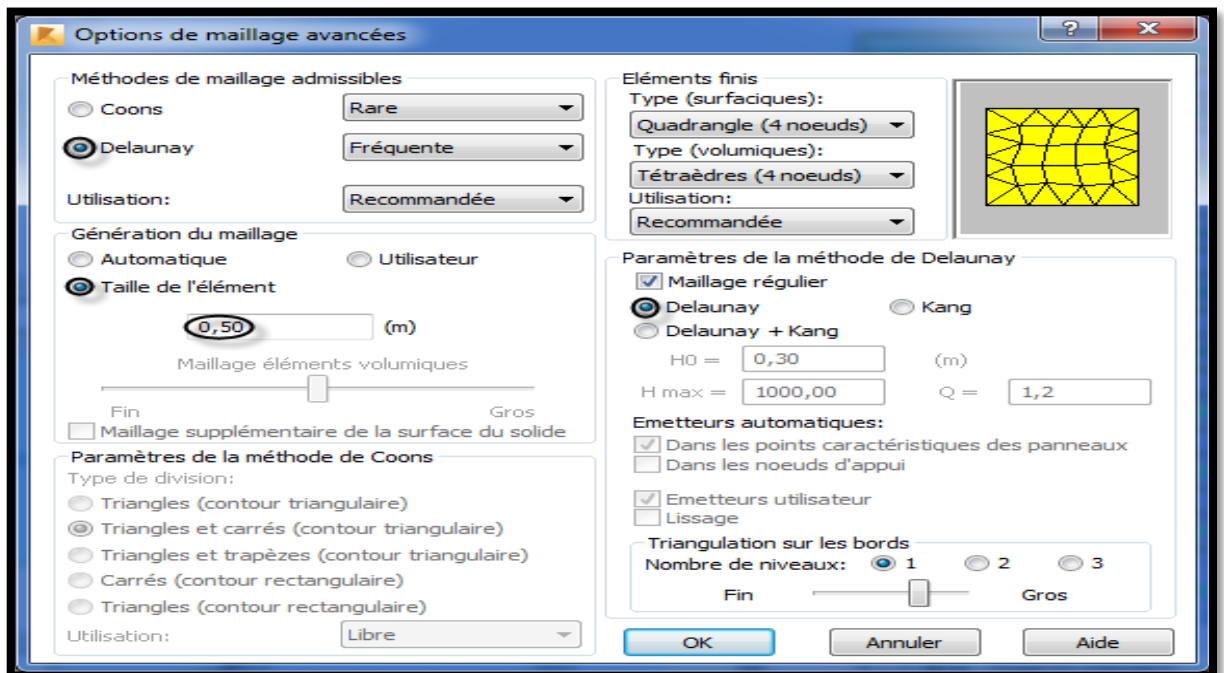 Options de maillage avancées
Méthodes de maillage admissibles
Coons Rare
Delaunay Fréquente
Utilisation: Recommandée
Génération du maillage
Automatique Utilisateur
Taille de l'élément
0,50 (m)
Maillage éléments volumiques
Fin Gros
Maillage supplémentaire de la surface du solide
Paramètres de la méthode de Coons
Type de division:
Triangles (contour triangulaire)
Triangles et carrés (contour triangulaire)
Triangles et trapèzes (contour triangulaire)
Carrés (contour rectangulaire)
Triangles (contour rectangulaire)
Utilisation: Libre
Eléments finis
Type (surfaciques):
Quadrangle (4 noeuds)
Type (volumiques):
Tétraèdres (4 noeuds)
Utilisation:
Recommandée
Paramètres de la méthode de Delaunay
Maillage régulier
Delaunay Kang
Delaunay + Kang
H0 = 0,30 (m)
H max = 1000,00 Q = 1,2
Emetteurs automatiques:
Dans les points caractéristiques des panneaux
Dans les noeuds d'appui
Emetteurs utilisateur
Lissage
Triangulation sur les bords
Nombre de niveaux: 1 2 3
Fin Gros
OK Annuler Aide